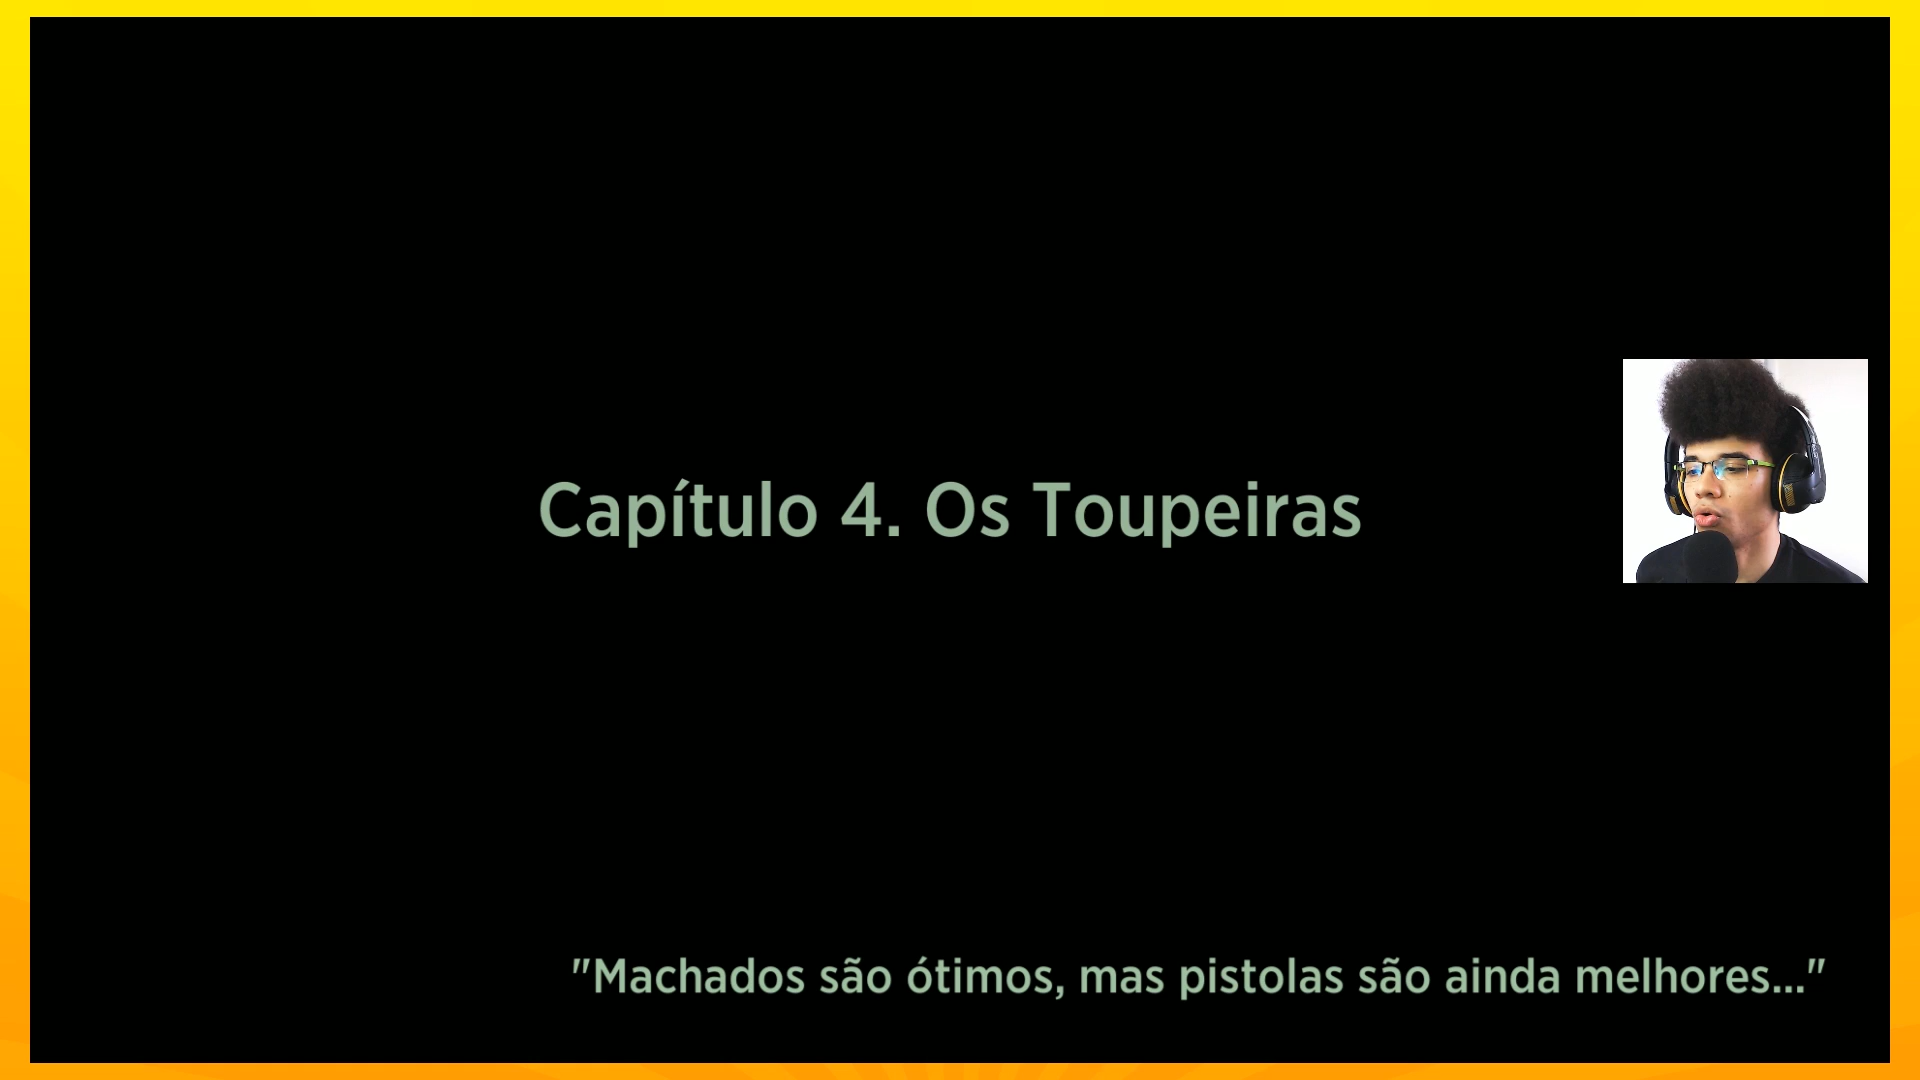 Capítulo 4. Os Toupeiras
"Machados são ótimos, mas pistolas são ainda melhores..."